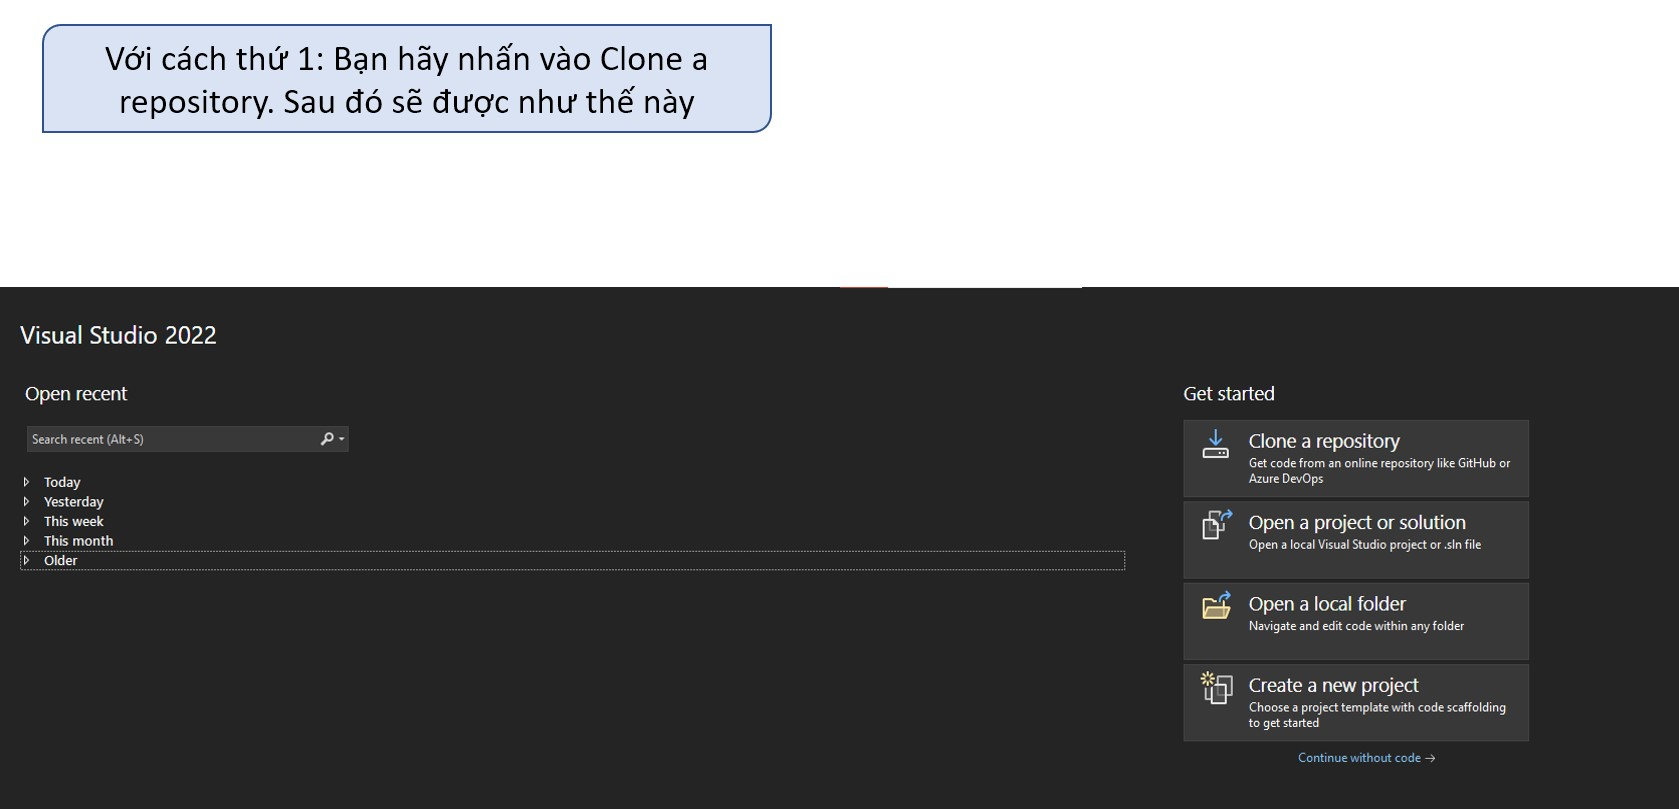 Với cách thứ 1: Bạn hãy nhấn vào Clone a
repository. Sau đó sẽ được như thế này
Visual Studio 2022
Open recent
Search recent (Alt+S)
Today
Yesterday
This week
This month
Older
Get started
Clone a repository
Get code from an online repository like GitHub or
Azure DevOps
Open a project or solution
Open a local Visual Studio project or .sln file
Open a local folder
Navigate and edit code within any folder
Create a new project
Choose a project template with code scaffolding
to get started
Continue without code →